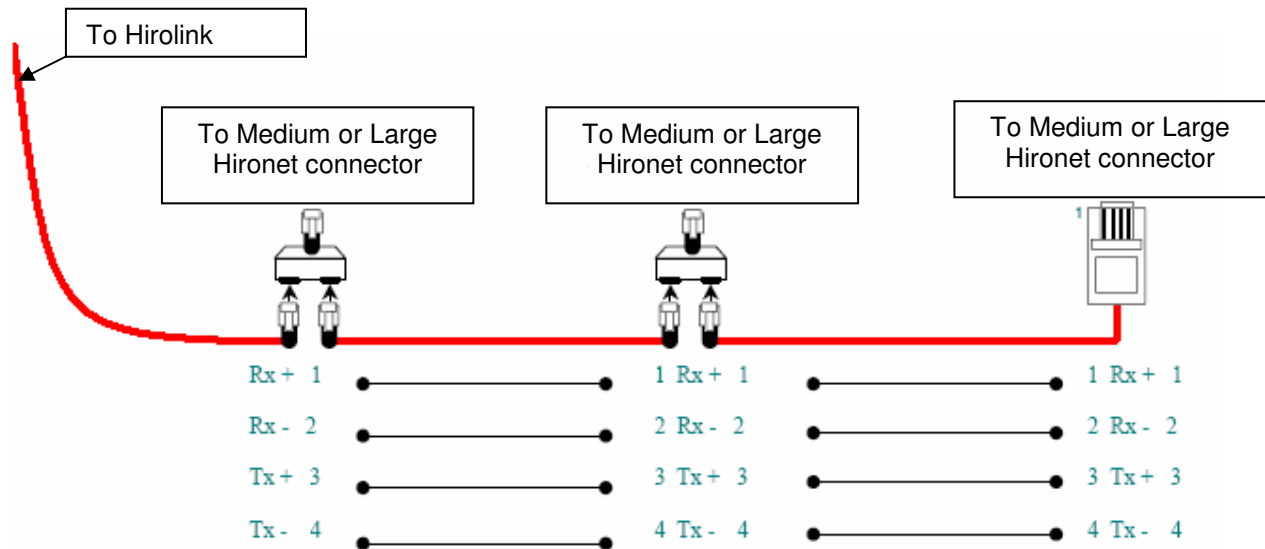 To Hirolink
To Medium or Large
Hironet connector
To Medium or Large
Hironet connector
To Medium or Large
Hironet connector
1
Rx + 1 1 Rx + 1 1 Rx + 1
Rx - 2 2 Rx - 2 2 Rx - 2
Tx + 3 3 Tx + 3 3 Tx + 3
Tx - 4 4 Tx - 4 4 Tx - 4